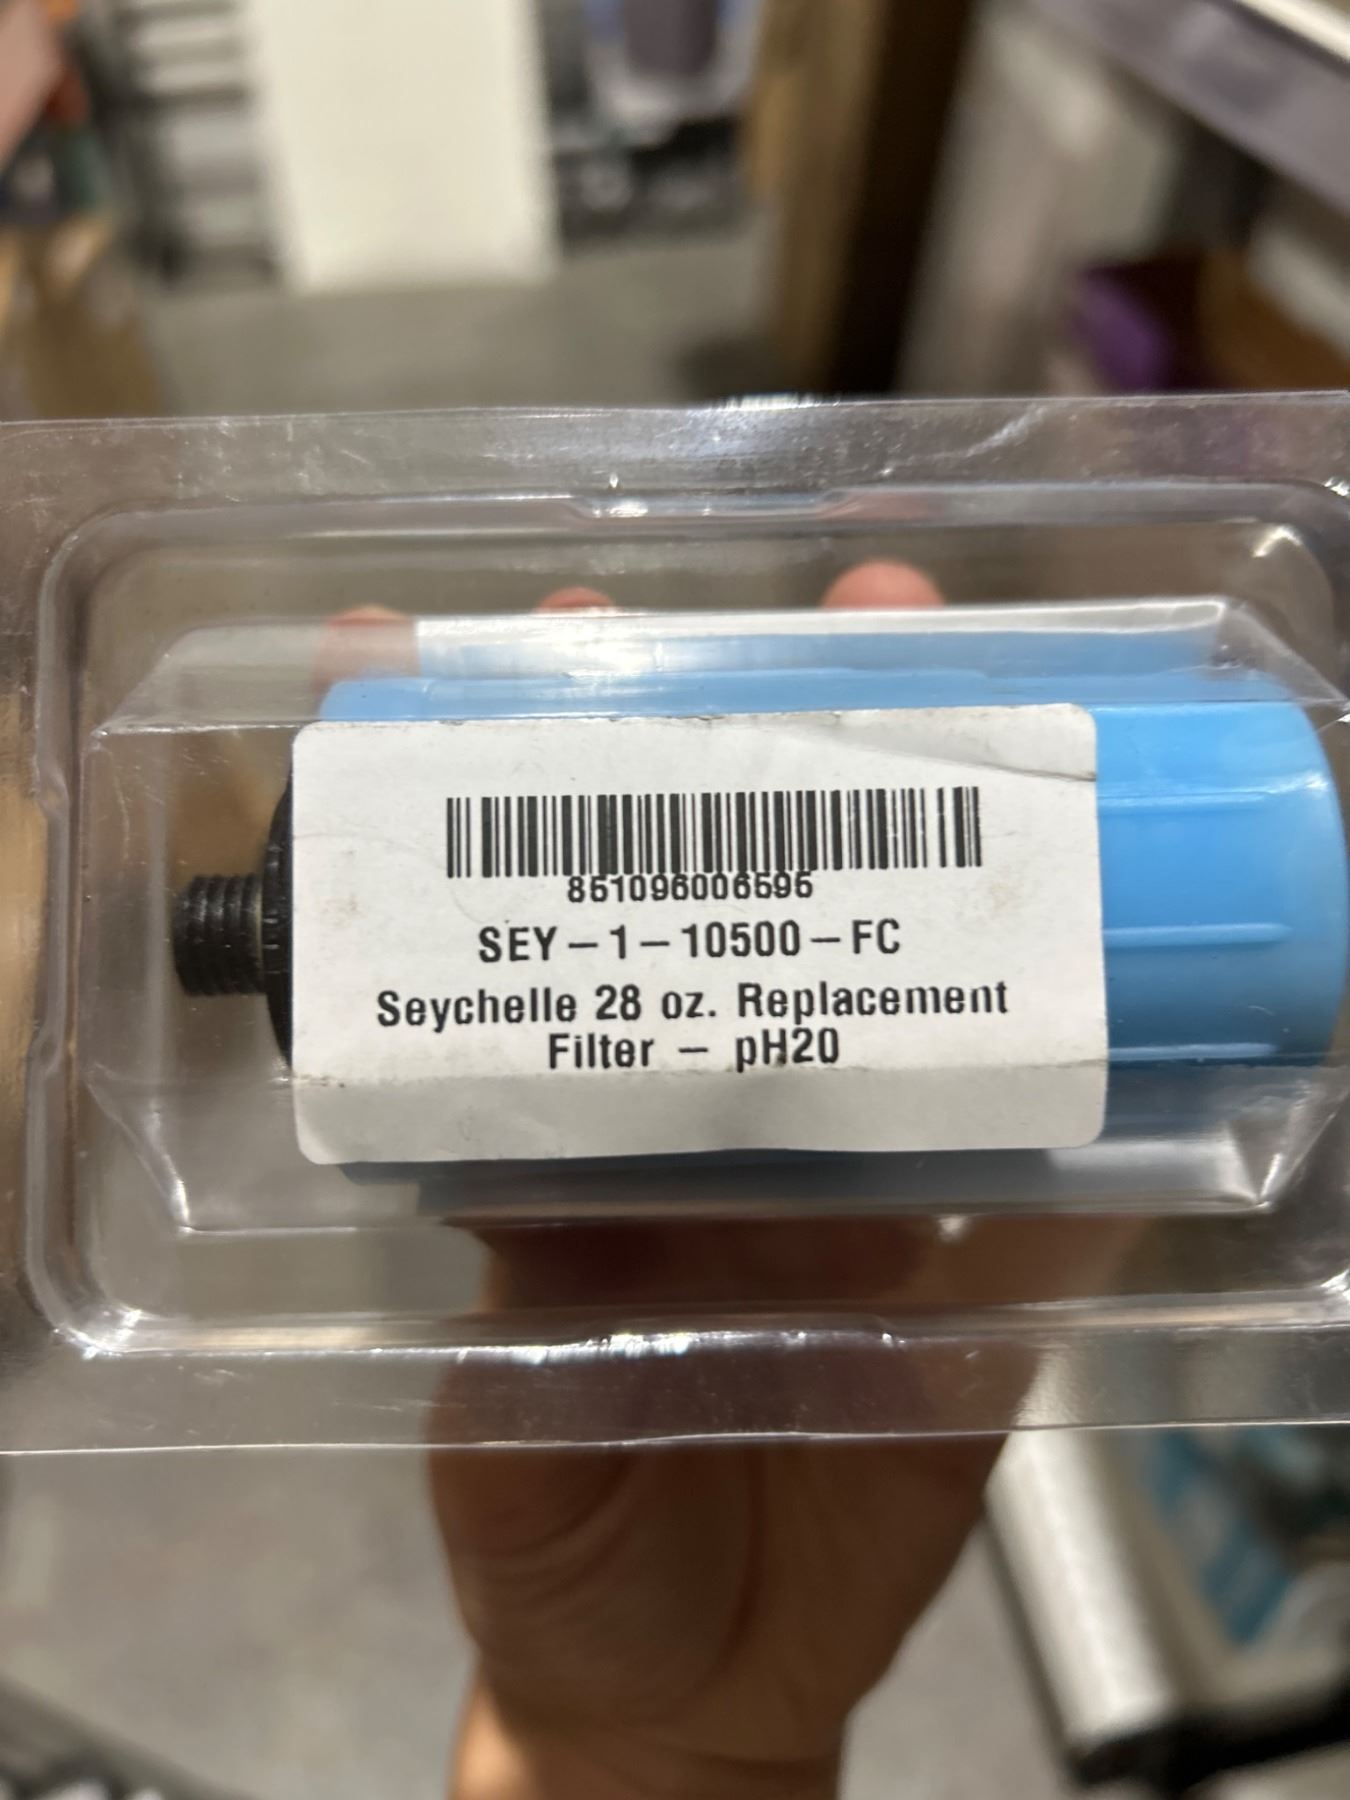 851096006595
SEY-1-10500-FC
Seychelle 28 oz. Replacement
Filter - pH20